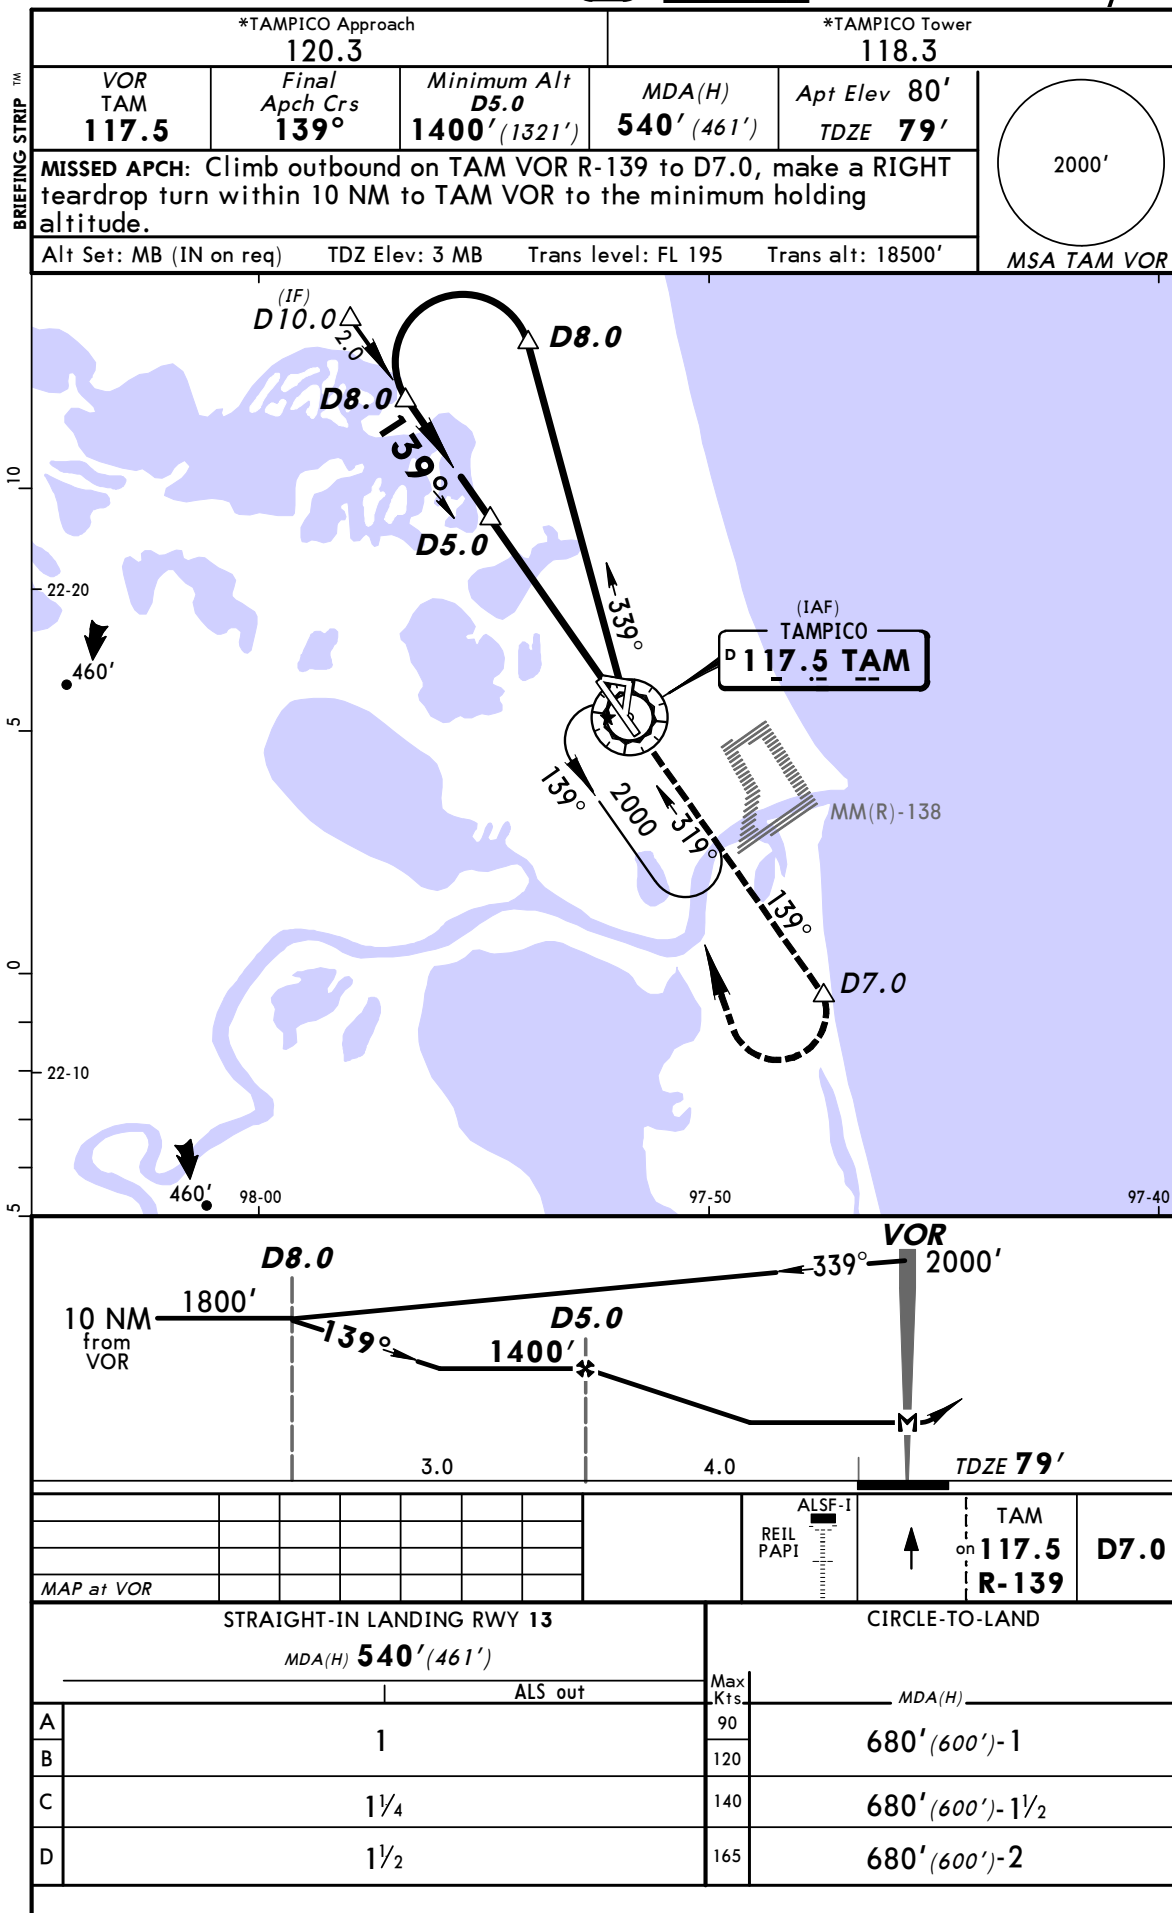 *TAMPICO Approach
120.3
*TAMPICO Tower
118.3
BRIEFING STRIP ™
VOR
TAM
117.5
Final
Apch Crs
139°
Minimum Alt
D5.0
1400' (1321')
MDA(H)
540' (461')
Apt Elev 80'
TDZE 79'
2000'
MSA TAM VOR
MISSED APCH: Climb outbound on TAM VOR R-139 to D7.0, make a RIGHT
teardrop turn within 10 NM to TAM VOR to the minimum holding
altitude.
Alt Set: MB (IN on req) TDZ Elev: 3 MB Trans level: FL 195 Trans alt: 18500'
(IF)
D10.0
2.0
D8.0
D8.0
139°
D5.0
10
22-20
460'
339°
(IAF)
TAMPICO
D 117.5 TAM
5
139°
2000
319°
MM(R)-138
139°
0
D7.0
22-10
460'
5
98-00
97-50
97-40
D8.0
VOR
339°
2000'
1800'
10 NM
from
VOR
139°
D5.0
1400'
M
3.0
4.0
TDZE 79'
MAP at VOR
ALSF-I
REIL
PAPI
TAM
on 117.5
R-139
D7.0
STRAIGHT-IN LANDING RWY 13
MDA(H) 540' (461')
ALS out
CIRCLE-TO-LAND
Max
Kts
MDA(H)
A
B
1
90
120
680' (600')-1
C
1 1/4
140
680' (600')-1 1/2
D
1 1/2
165
680' (600')-2